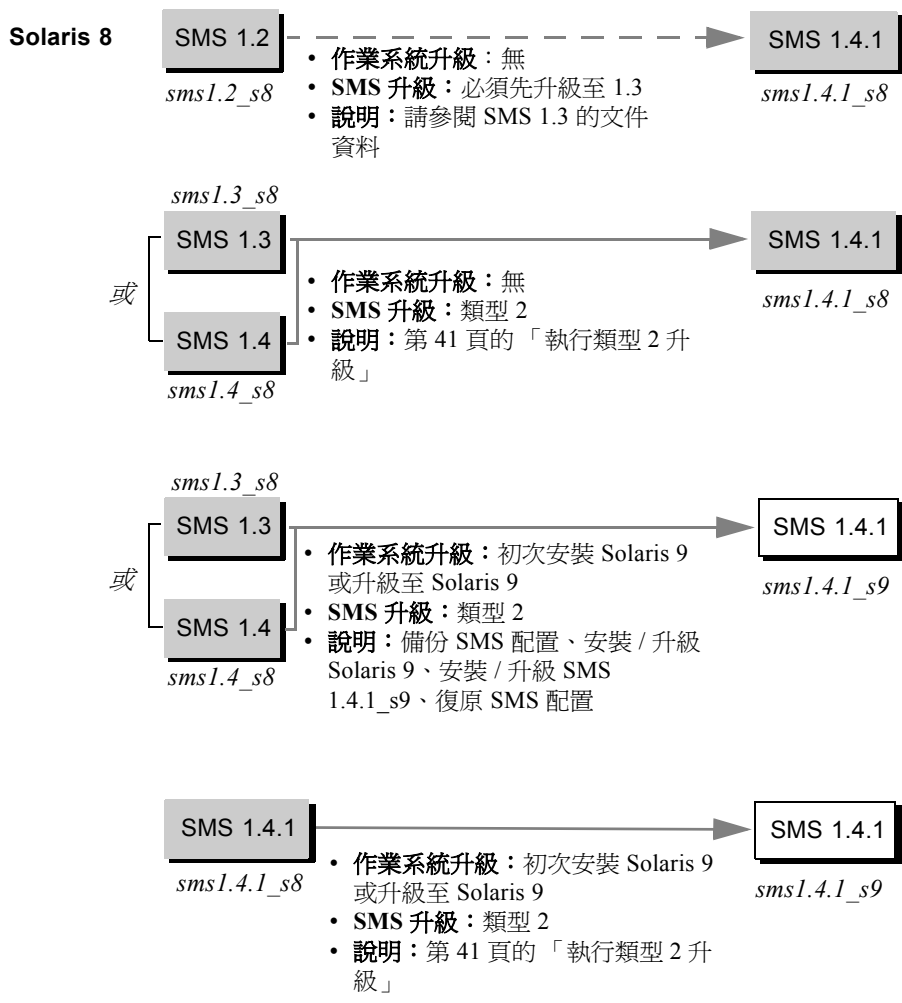 Solaris 8
SMS 1.2
SMS 1.4.1
sms1.2_s8
sms1.4.1_s8
• 作業系統升級：無
• SMS 升級：必須先升級至 1.3
• 說明：請參閱 SMS 1.3 的文件
資料
sms1.3_s8
SMS 1.3
或
SMS 1.4
sms1.4_s8
SMS 1.4.1
sms1.4.1_s8
• 作業系統升級：無
• SMS 升級：類型 2
• 說明：第 41 頁的「執行類型 2 升
級」
sms1.3_s8
SMS 1.3
或
SMS 1.4
sms1.4_s8
SMS 1.4.1
sms1.4.1_s9
• 作業系統升級：初次安裝 Solaris 9
或升級至 Solaris 9
• SMS 升級：類型 2
• 說明：備份 SMS 配置、安裝 / 升級
Solaris 9、安裝 / 升級 SMS
1.4.1_s9、復原 SMS 配置
SMS 1.4.1
sms1.4.1_s8
SMS 1.4.1
sms1.4.1_s9
• 作業系統升級：初次安裝 Solaris 9
或升級至 Solaris 9
• SMS 升級：類型 2
• 說明：第 41 頁的「執行類型 2 升
級」